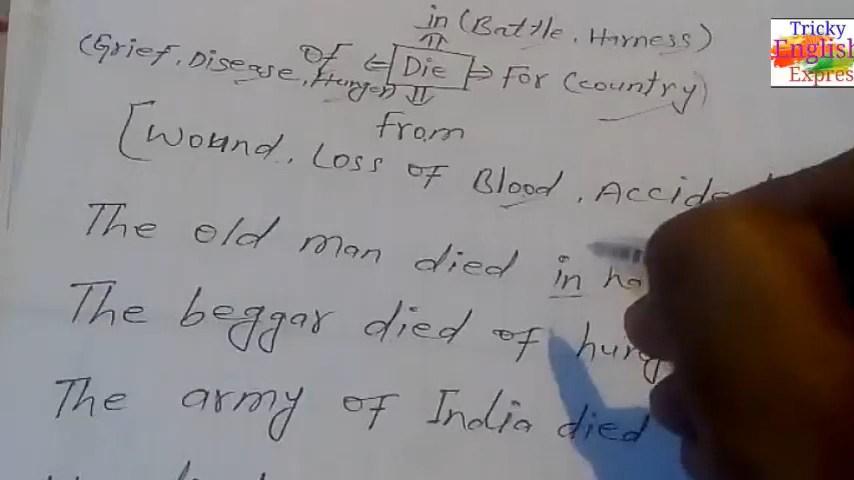 in (Battle, Harness)
(Grief, Disease, Hunger) of ⇐ Die ⇒ For (country)
From
[Wound, Loss of Blood, Accide
The old man died in ha
The beggar died of hung
The army of India died
Tricky
English
Expres